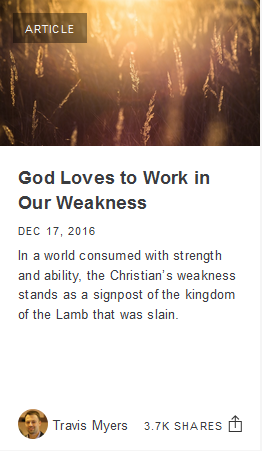 ARTICLE
God Loves to Work in
Our Weakness
DEC 17, 2016
In a world consumed with strength
and ability, the Christian's weakness
stands as a signpost of the kingdom
of the Lamb that was slain.
Travis Myers 3.7K SHARES